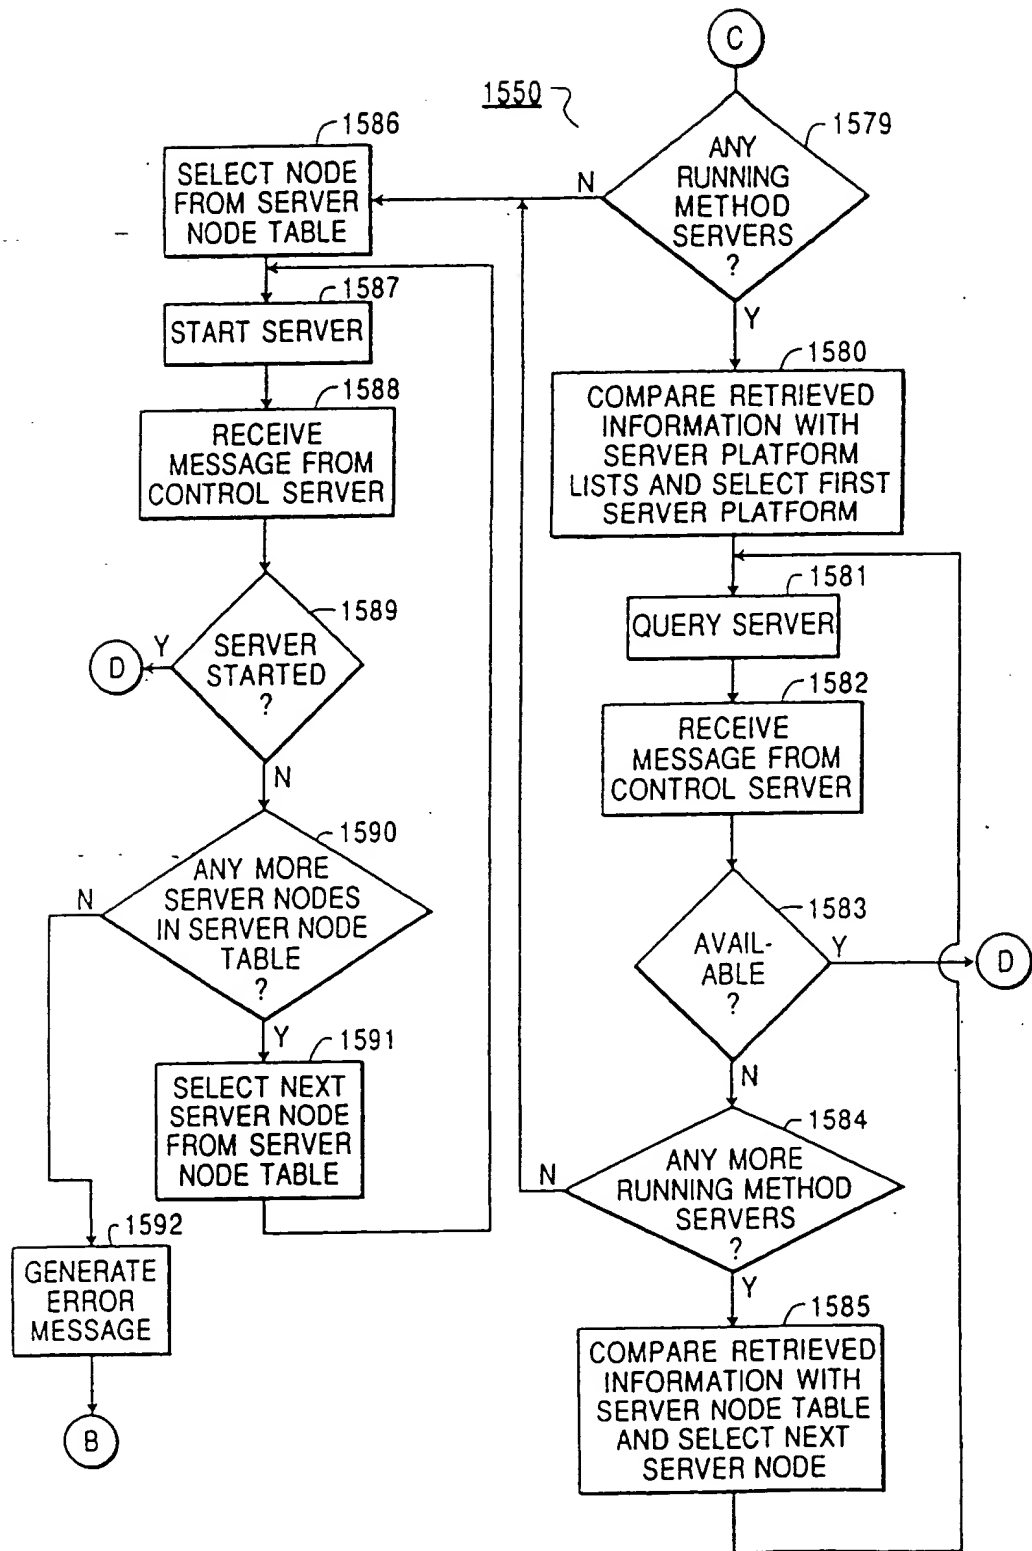 C
1550
1579
ANY
RUNNING
METHOD
SERVERS
?
N
Y
1586
SELECT NODE
FROM SERVER
NODE TABLE
1587
START SERVER
1588
RECEIVE
MESSAGE FROM
CONTROL SERVER
1589
SERVER
STARTED
?
Y
D
N
1590
ANY MORE
SERVER NODES
IN SERVER NODE
TABLE
?
N
Y
1591
SELECT NEXT
SERVER NODE
FROM SERVER
NODE TABLE
1592
GENERATE
ERROR
MESSAGE
B
1580
COMPARE RETRIEVED
INFORMATION WITH
SERVER PLATFORM
LISTS AND SELECT FIRST
SERVER PLATFORM
1581
QUERY SERVER
1582
RECEIVE
MESSAGE FROM
CONTROL SERVER
1583
AVAIL-
ABLE
?
Y
D
N
1584
ANY MORE
RUNNING METHOD
SERVERS
?
N
Y
1585
COMPARE RETRIEVED
INFORMATION WITH
SERVER NODE TABLE
AND SELECT NEXT
SERVER NODE